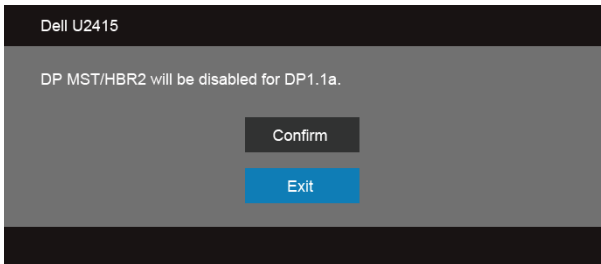 Dell U2415
DP MST/HBR2 will be disabled for DP1.1a.
Confirm
Exit